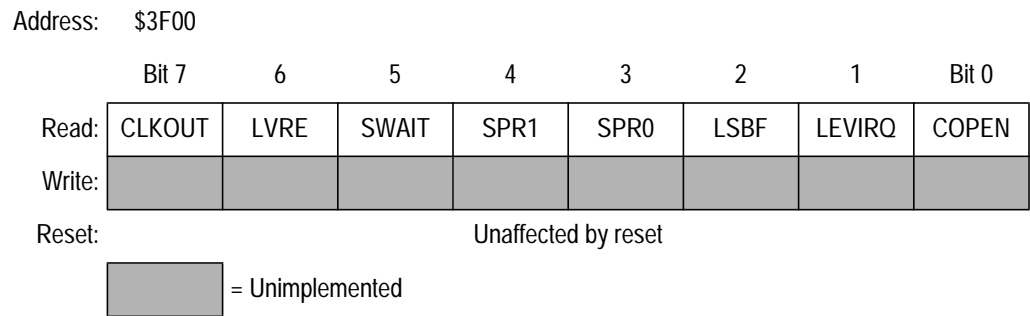 Address: $3F00
Bit 7 6 5 4 3 2 1 Bit 0
Read: CLKOUT LVRE SWAIT SPR1 SPR0 LSBF LEVIRQ COPEN
Write:
Reset: Unaffected by reset
= Unimplemented